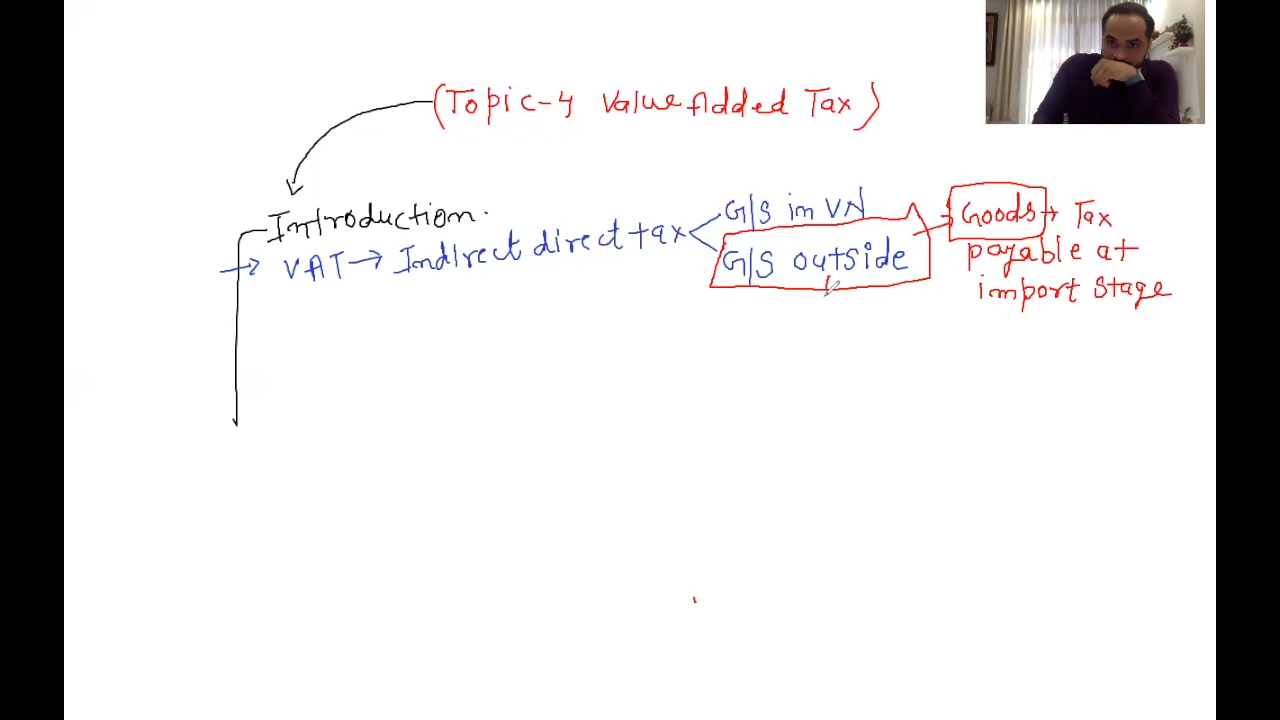 (Topic-4 Value Added Tax)
Introduction.
VAT → Indirect direct tax
G/S in VN
G/S outside
Goods → Tax
payable at
import stage